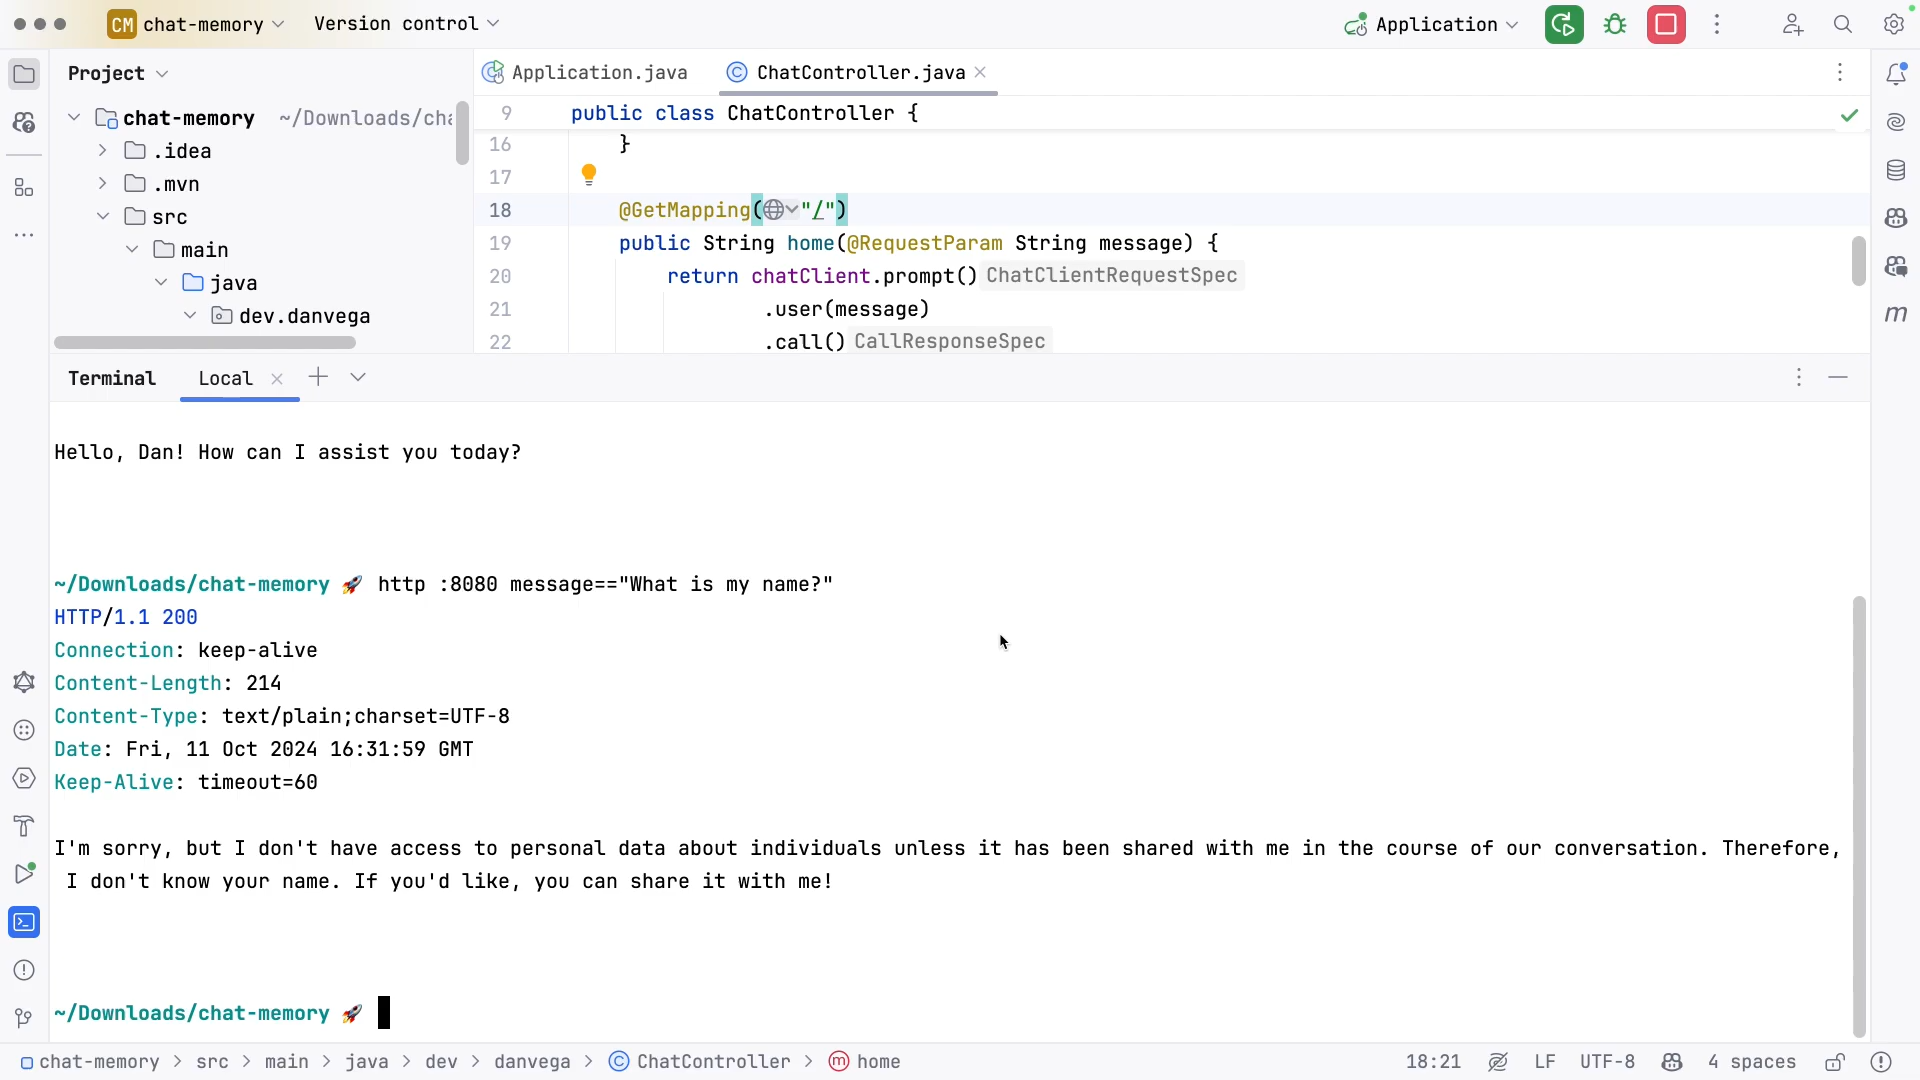 CM chat-memory Version control Application
Project
Application.java ChatController.java
chat-memory ~/Downloads/cha
.idea
.mvn
src
main
java
dev.danvega
9 public class ChatController {
16 }
17
18 @GetMapping("/")
19 public String home(@RequestParam String message) {
20 return chatClient.prompt() ChatClientRequestSpec
21 .user(message)
22 .call() CallResponseSpec
m
Terminal Local
Hello, Dan! How can I assist you today?
~/Downloads/chat-memory 🚀 http :8080 message=="What is my name?"
HTTP/1.1 200
Connection: keep-alive
Content-Length: 214
Content-Type: text/plain;charset=UTF-8
Date: Fri, 11 Oct 2024 16:31:59 GMT
Keep-Alive: timeout=60
I'm sorry, but I don't have access to personal data about individuals unless it has been shared with me in the course of our conversation. Therefore,
I don't know your name. If you'd like, you can share it with me!
~/Downloads/chat-memory 🚀
chat-memory > src > main > java > dev > danvega > C ChatController > m home 18:21 LF UTF-8 4 spaces